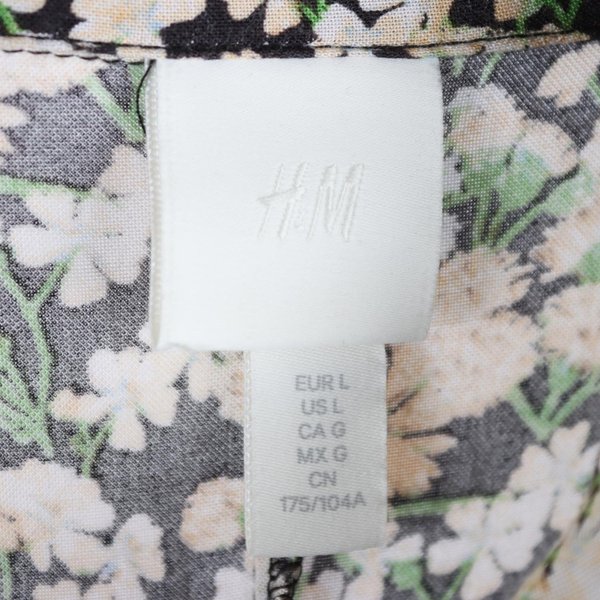 H&M
EUR L
US L
CA G
MX G
CN
175/104A